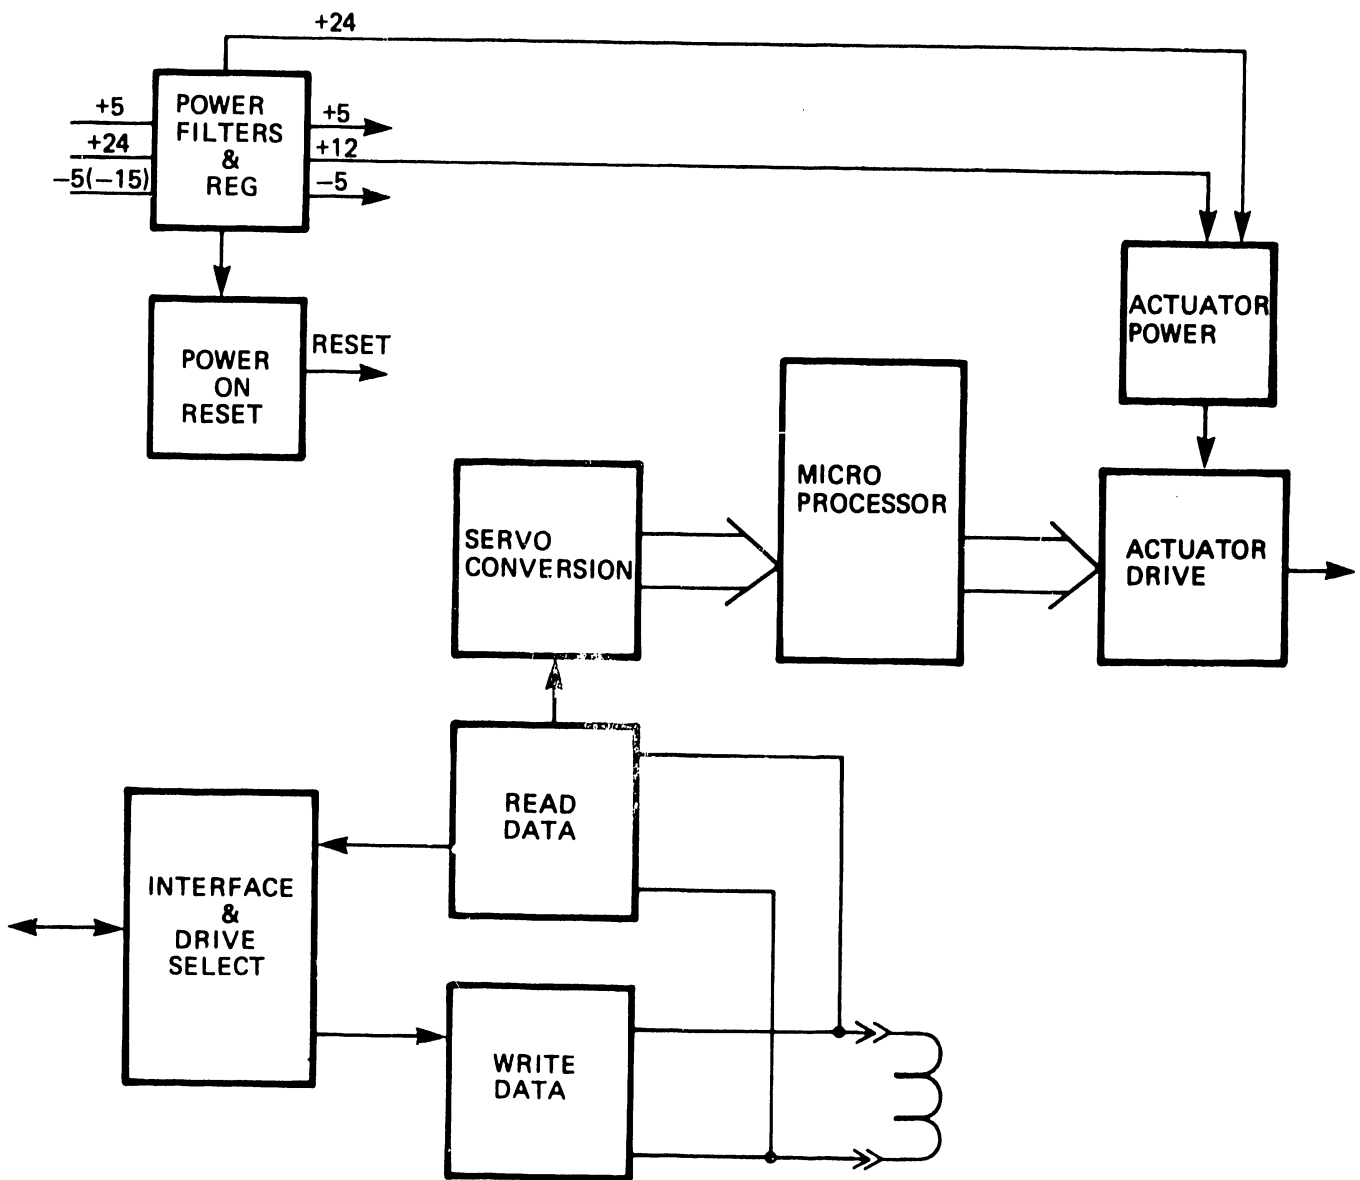 +24
+5
+24
−5(−15)
POWER
FILTERS
&
REG
+5
+12
−5
POWER
ON
RESET
RESET
ACTUATOR
POWER
SERVO
CONVERSION
MICRO
PROCESSOR
ACTUATOR
DRIVE
READ
DATA
INTERFACE
&
DRIVE
SELECT
WRITE
DATA